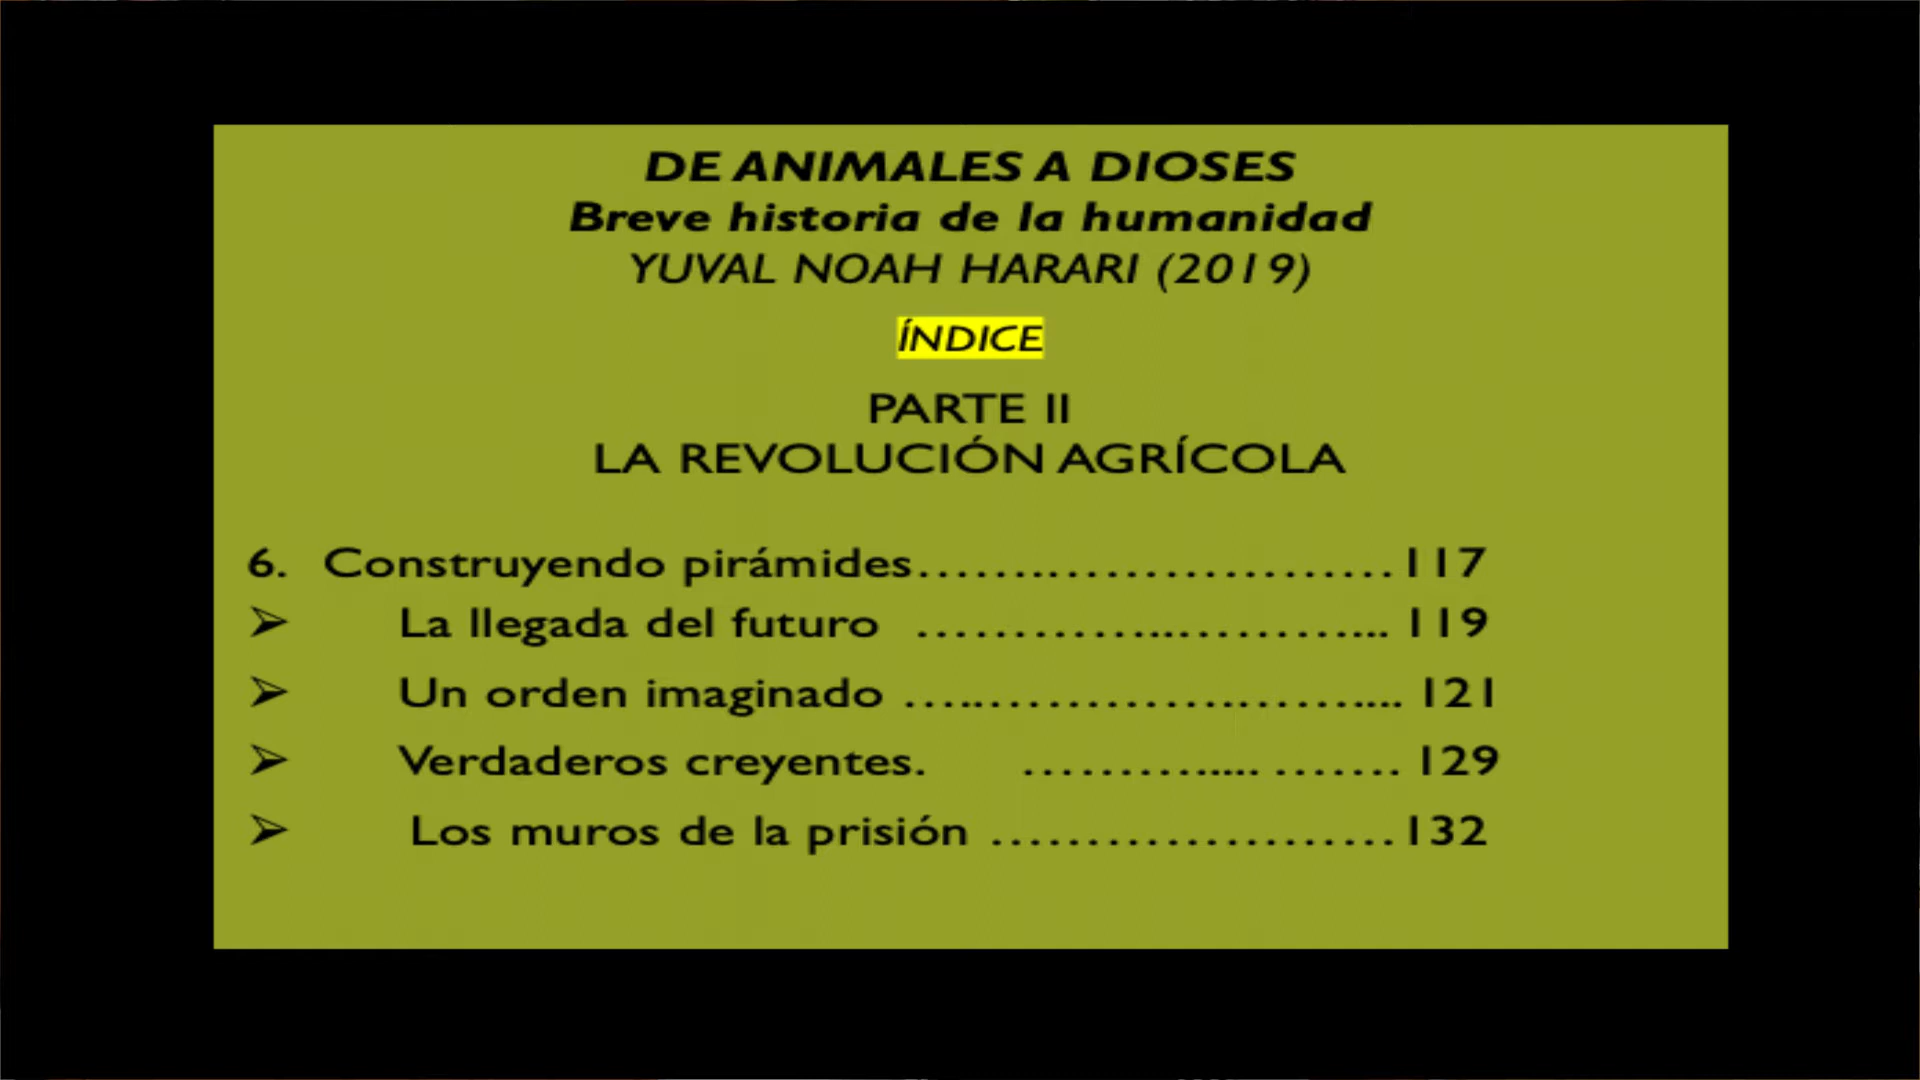 DE ANIMALES A DIOSES
Breve historia de la humanidad
YUVAL NOAH HARARI (2019)
ÍNDICE
PARTE II
LA REVOLUCIÓN AGRÍCOLA
6. Construyendo pirámides……..……………………117
➢ La llegada del futuro …………...………... 119
➢ Un orden imaginado …..…………….…….... 121
➢ Verdaderos creyentes. ………..... ……. 129
➢ Los muros de la prisión …………………132